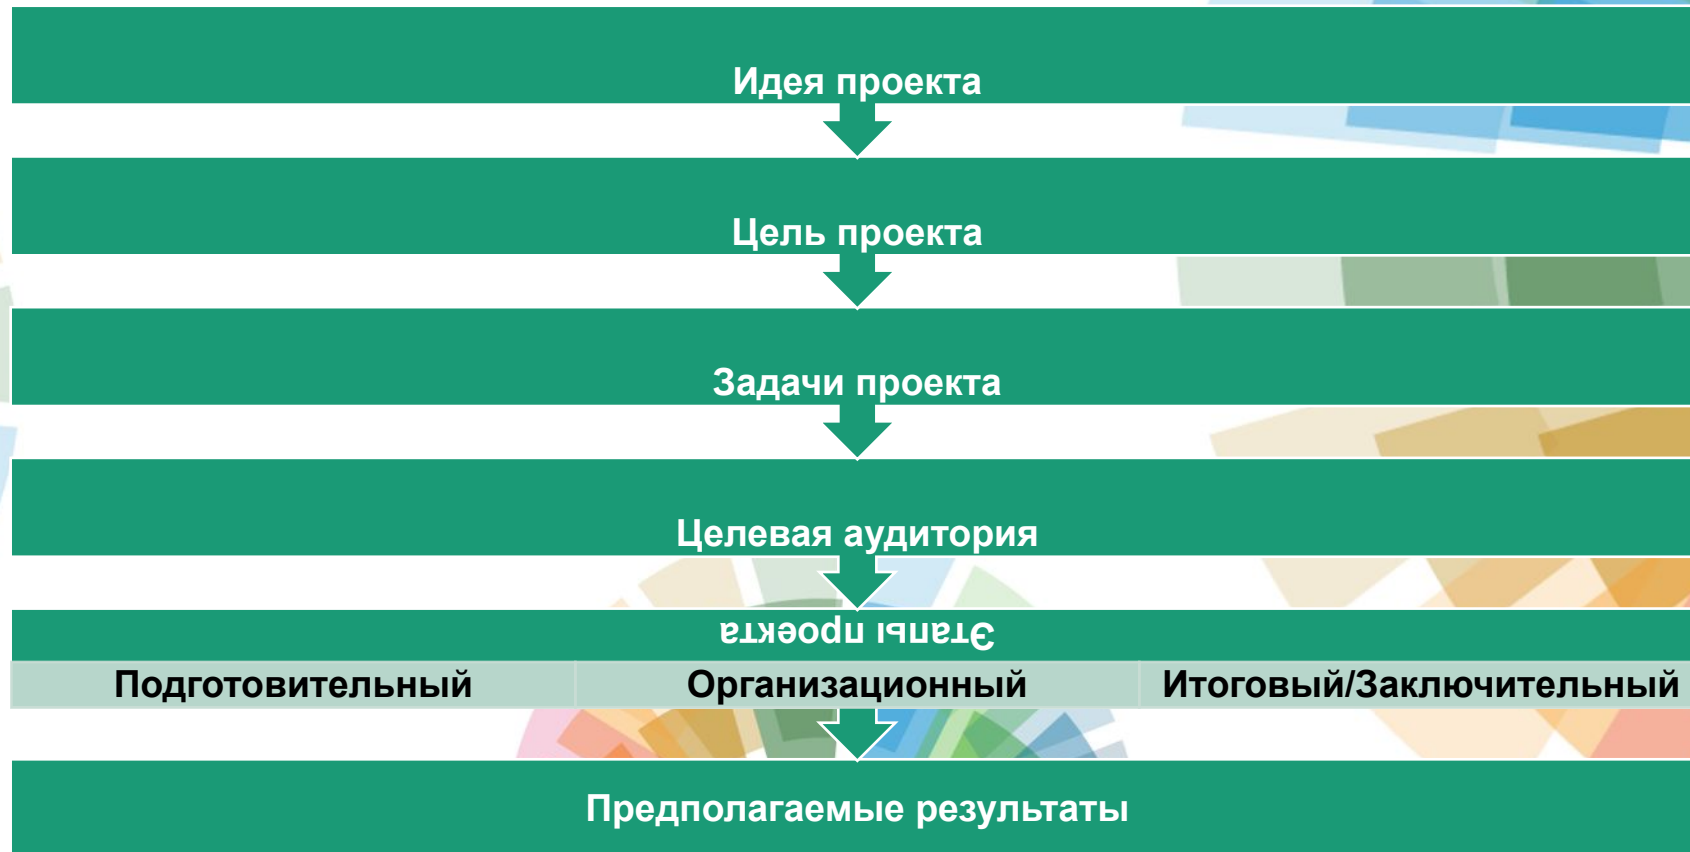 Идея проекта
Цель проекта
Задачи проекта
Целевая аудитория
Этапы проекта
Подготовительный Организационный Итоговый/Заключительный
Предполагаемые результаты